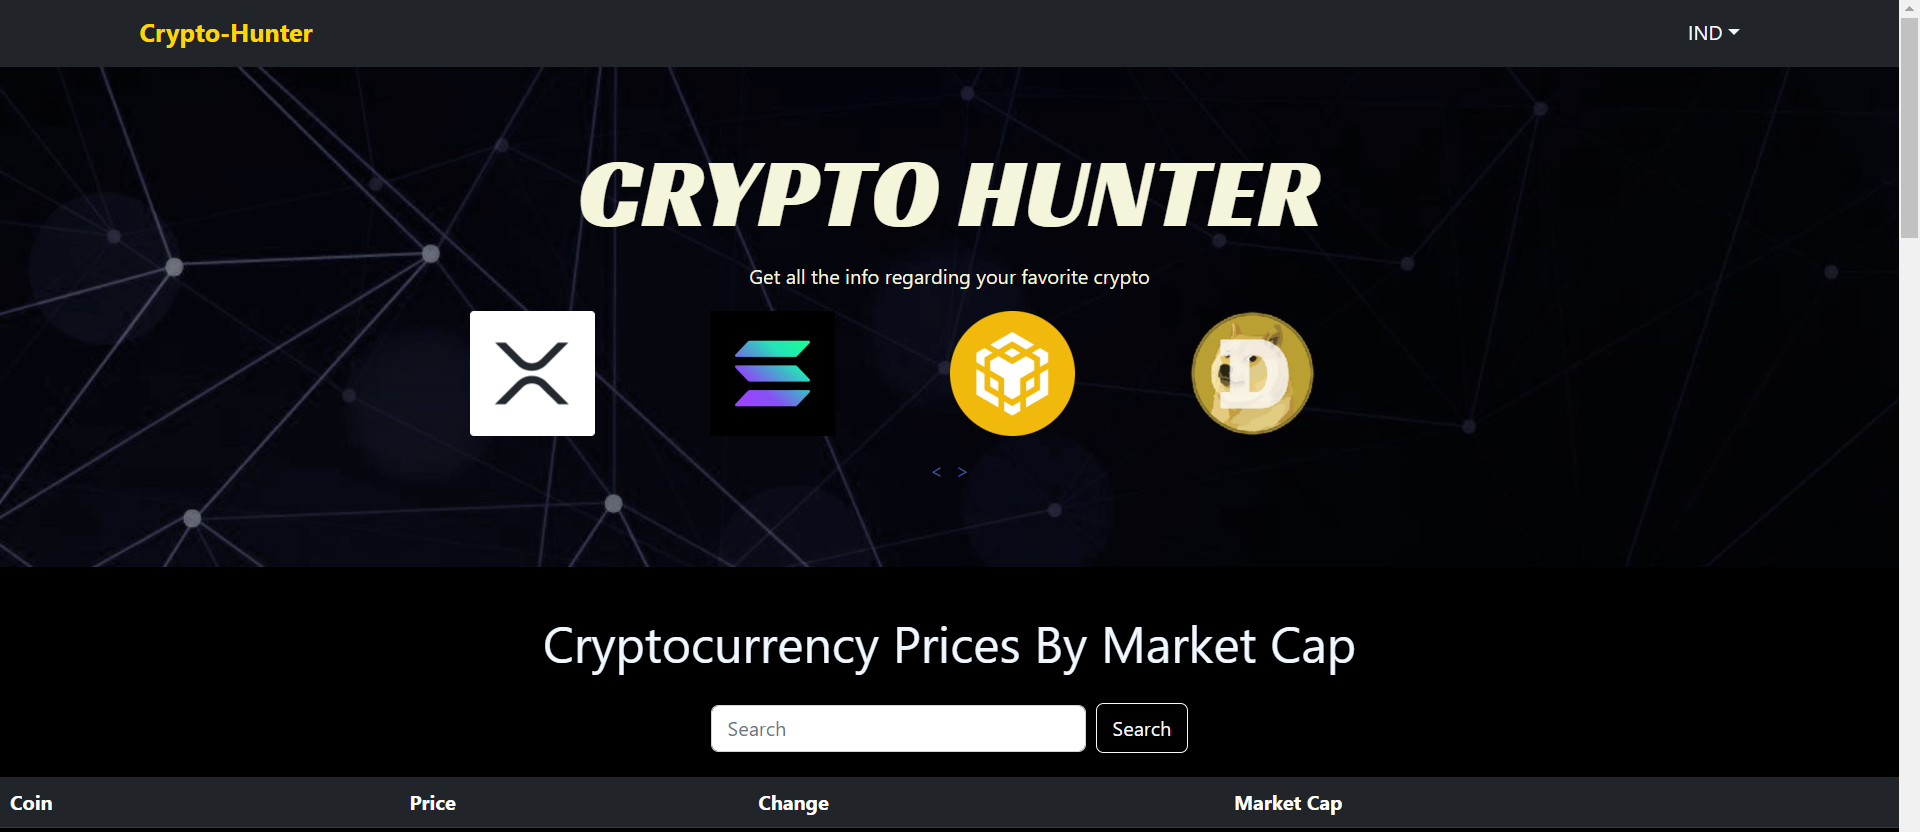 Crypto-Hunter
IND
CRYPTO HUNTER
Get all the info regarding your favorite crypto
< >
Cryptocurrency Prices By Market Cap
Search Search
Coin Price Change Market Cap